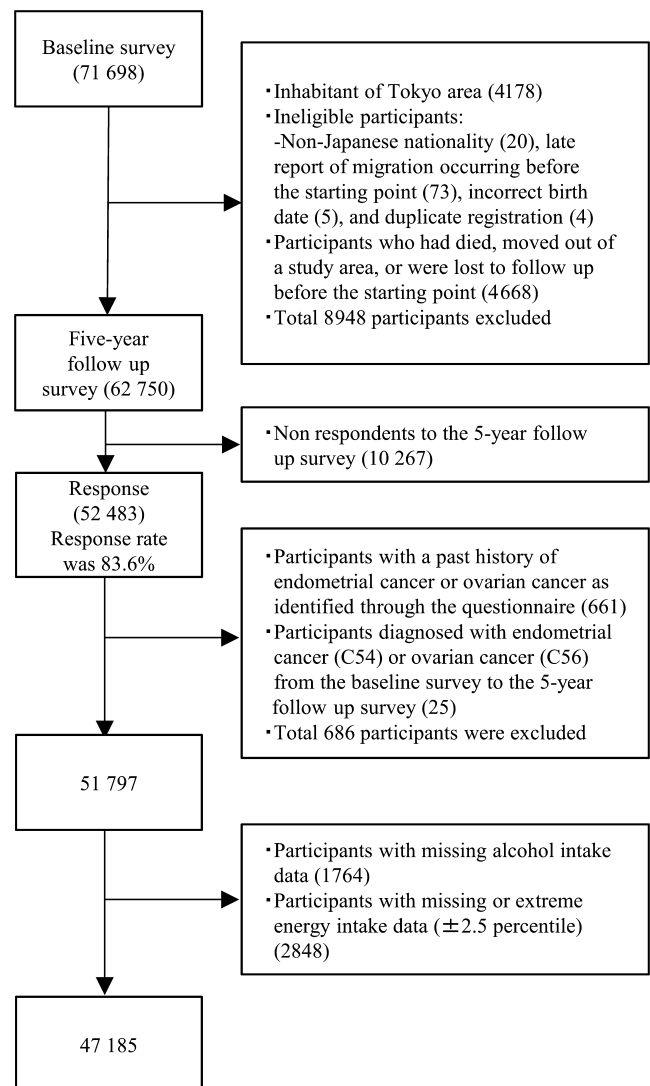 Baseline survey
(71 698)
・Inhabitant of Tokyo area (4178)
・Ineligible participants:
-Non-Japanese nationality (20), late
report of migration occurring before
the starting point (73), incorrect birth
date (5), and duplicate registration (4)
・Participants who had died, moved out of
a study area, or were lost to follow up
before the starting point (4668)
・Total 8948 participants excluded
Five-year
follow up
survey (62 750)
・Non respondents to the 5-year follow
up survey (10 267)
Response
(52 483)
Response rate
was 83.6%
・Participants with a past history of
endometrial cancer or ovarian cancer as
identified through the questionnaire (661)
・Participants diagnosed with endometrial
cancer (C54) or ovarian cancer (C56)
from the baseline survey to the 5-year
follow up survey (25)
・Total 686 participants were excluded
51 797
・Participants with missing alcohol intake
data (1764)
・Participants with missing or extreme
energy intake data (±2.5 percentile)
(2848)
47 185